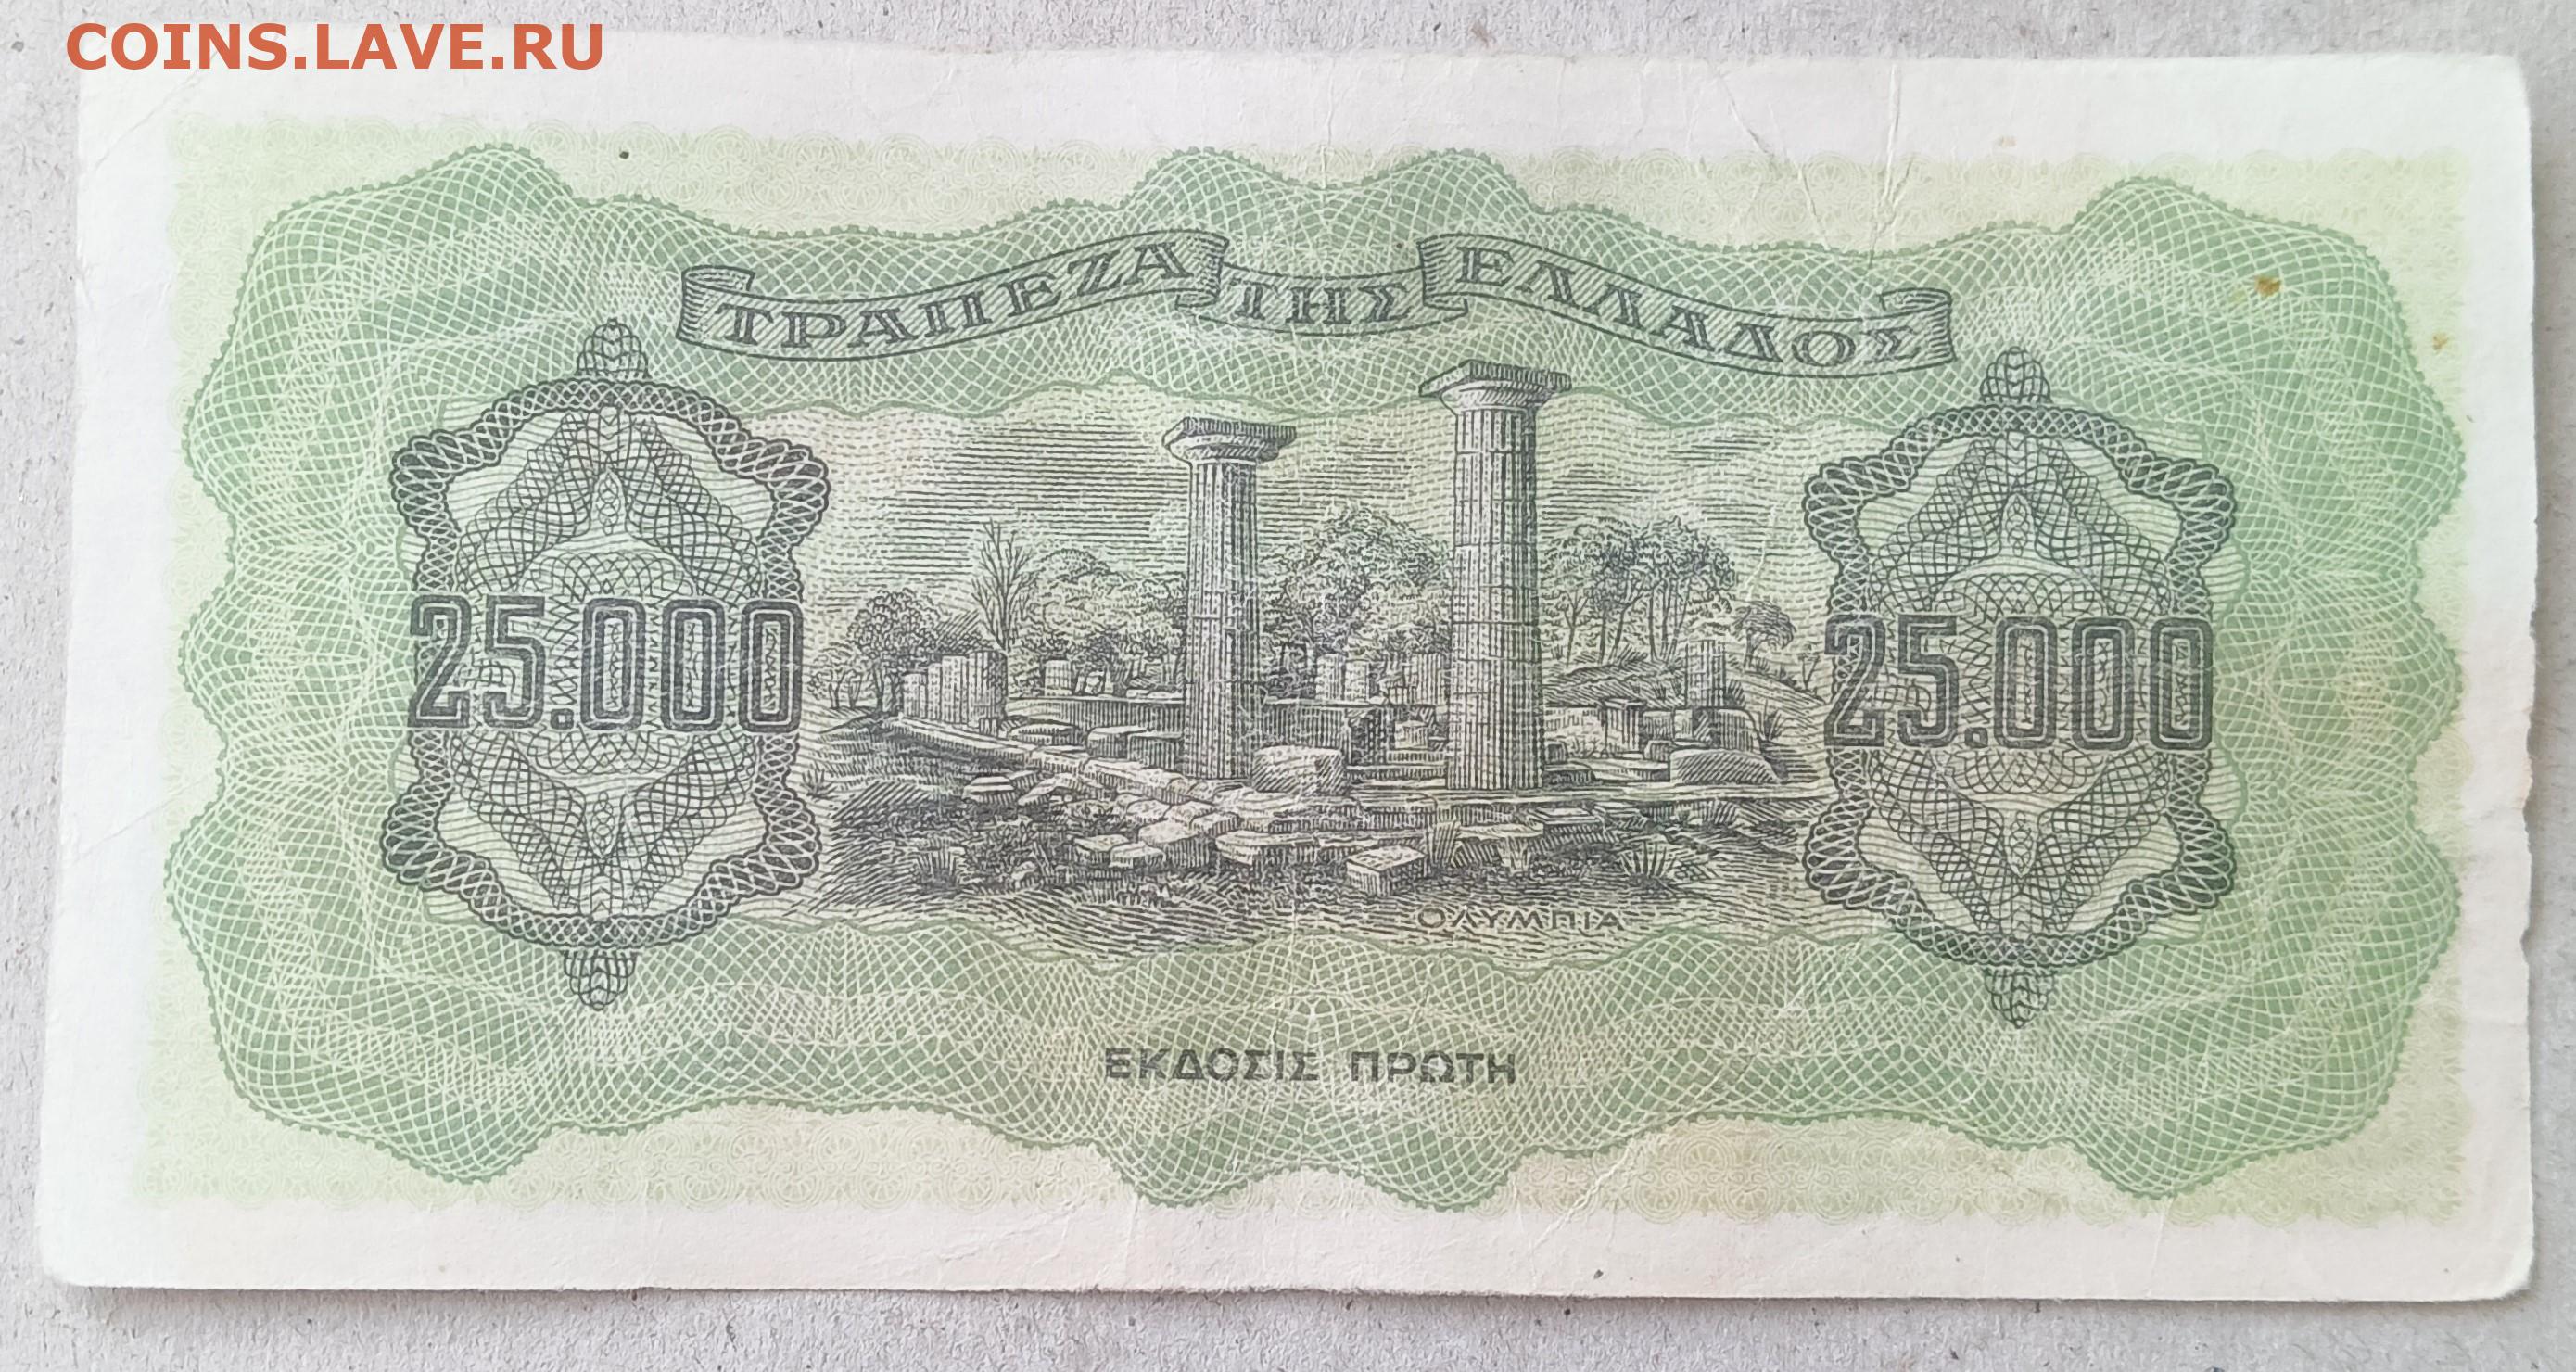 COINS.LAVE.RU
ΤΡΑΠΕΖΑ ΤΗΣ ΕΛΛΑΔΟΣ
25.000 25.000
ΟΛΥΜΠΙΑ
ΕΚΔΟΣΙΣ ΠΡΩΤΗ